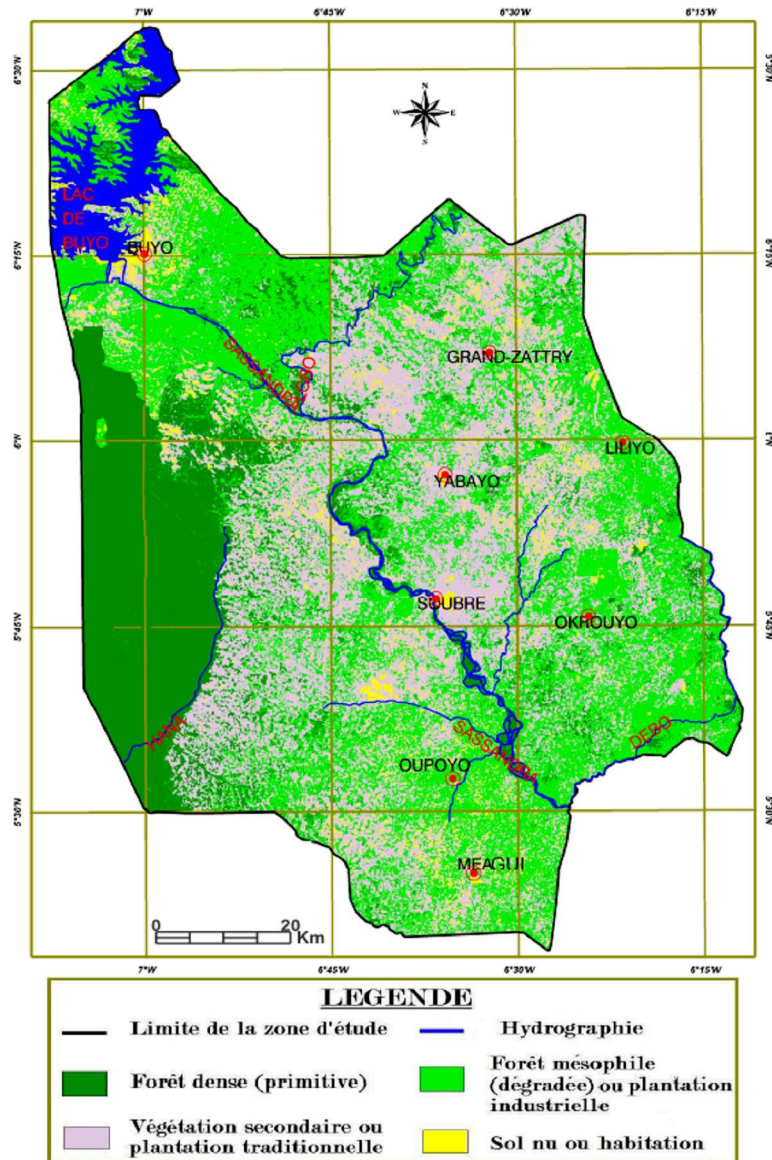 7°W 6°45'W 6°30'W 6°15'W
6°30'N
6°15'N
6°N
5°45'N
5°30'N
N
W E
S
LAC
DE
BUYO
BUYO
SASSANDRA
LOBO
GRAND-ZATTRY
LILIYO
YABAYO
SOUBRE
OKROUYO
HANA
SASSANDRA
DEBO
OUPOYO
MEAGUI
0 20
Km
7°W 6°45'W 6°30'W 6°15'W
LEGENDE
Limite de la zone d'étude
Hydrographie
Forêt dense (primitive)
Forêt mésophile
(dégradée) ou plantation
industrielle
Végétation secondaire ou
plantation traditionnelle
Sol nu ou habitation